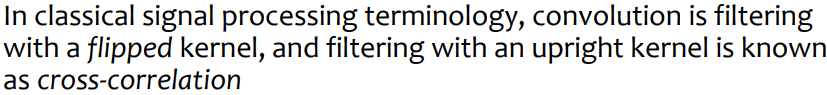 In classical signal processing terminology, convolution is filtering
with a flipped kernel, and filtering with an upright kernel is known
as cross-correlation